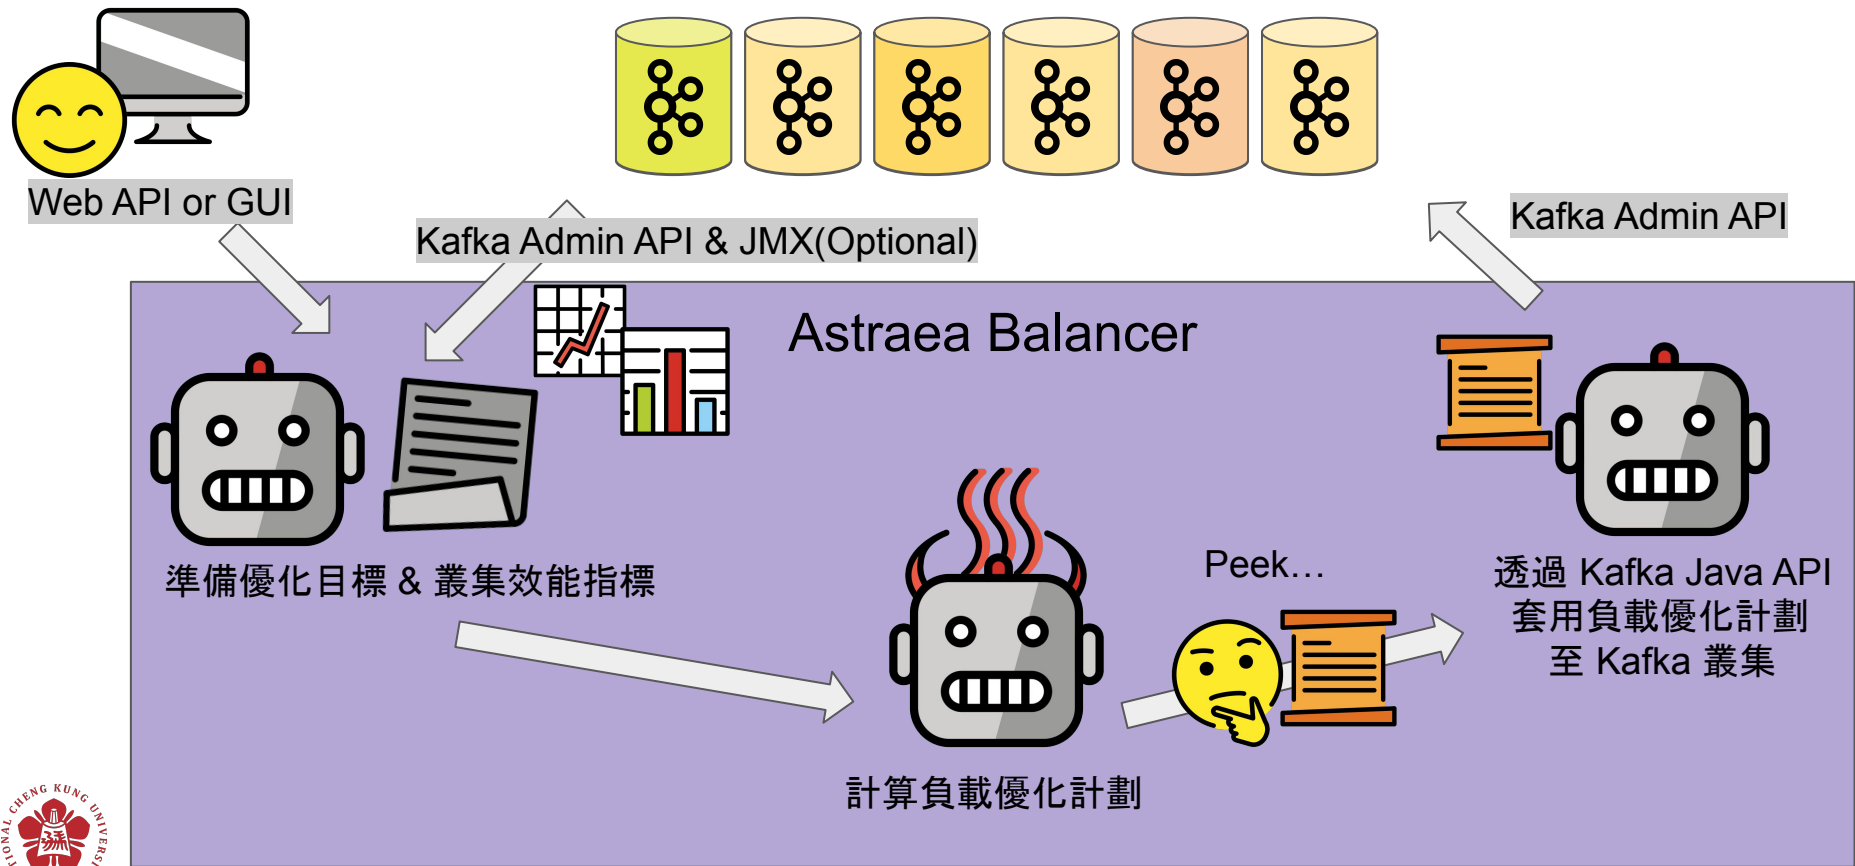 Web API or GUI
Kafka Admin API & JMX(Optional)
Kafka Admin API
Astraea Balancer
準備優化目標 & 叢集效能指標
Peek…
透過 Kafka Java API
套用負載優化計劃
至 Kafka 叢集
計算負載優化計劃
CHENG KUNG